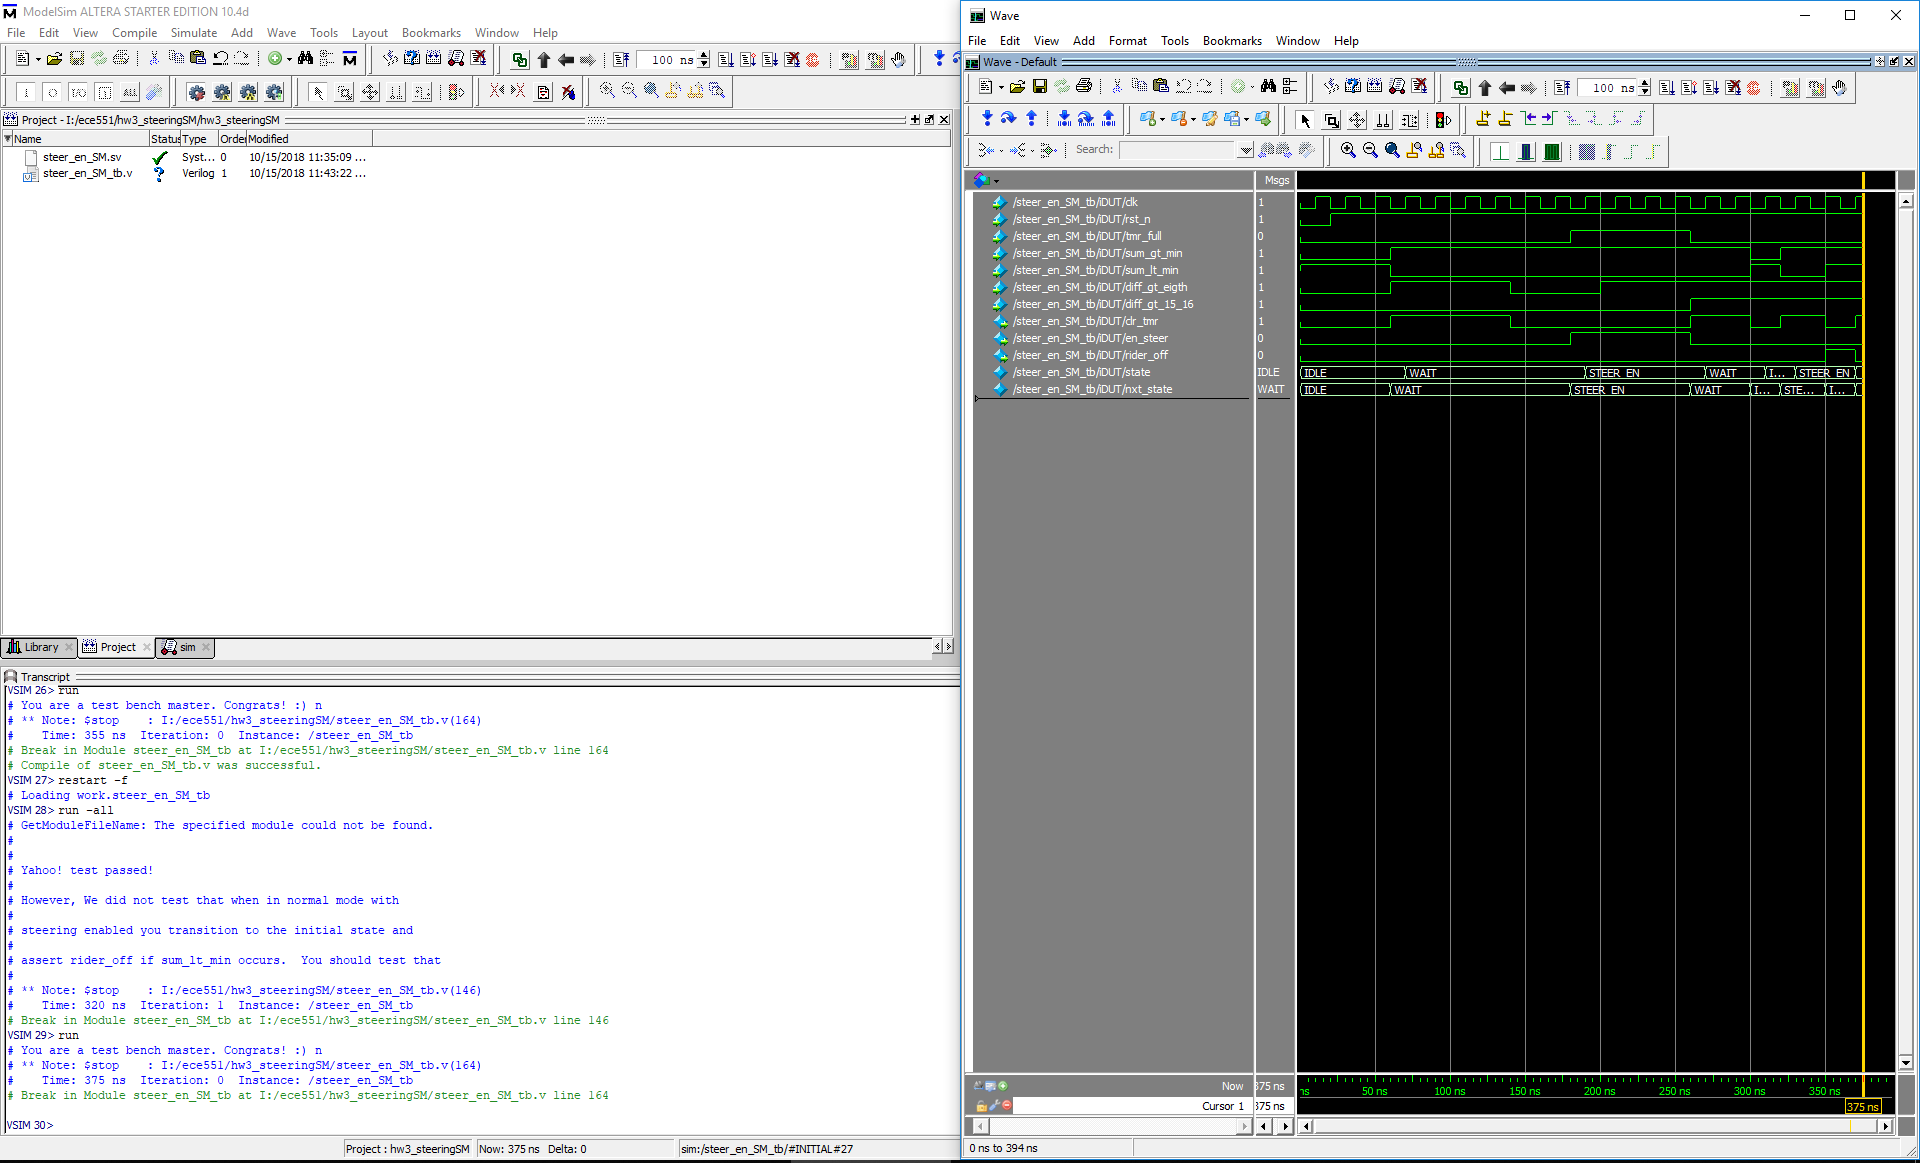 ModelSim ALTERA STARTER EDITION 10.4d
File Edit View Compile Simulate Add Wave Tools Layout Bookmarks Window Help
100 ns
Project - I:/ece551/hw3_steeringSM/hw3_steeringSM
Name Status Type Order Modified
steer_en_SM.sv Syst... 0 10/15/2018 11:35:09 ...
steer_en_SM_tb.v Verilog 1 10/15/2018 11:43:22 ...
Library Project sim
Transcript
VSIM 26> run
# You are a test bench master. Congrats! :) n
# ** Note: $stop    : I:/ece551/hw3_steeringSM/steer_en_SM_tb.v(164)
#    Time: 355 ns  Iteration: 0  Instance: /steer_en_SM_tb
# Break in Module steer_en_SM_tb at I:/ece551/hw3_steeringSM/steer_en_SM_tb.v line 164
# Compile of steer_en_SM_tb.v was successful.
VSIM 27> restart -f
# Loading work.steer_en_SM_tb
VSIM 28> run -all
# GetModuleFileName: The specified module could not be found.
#
#
# Yahoo! test passed!
#
# However, We did not test that when in normal mode with
#
# steering enabled you transition to the initial state and
#
# assert rider_off if sum_lt_min occurs.  You should test that
#
# ** Note: $stop    : I:/ece551/hw3_steeringSM/steer_en_SM_tb.v(146)
#    Time: 320 ns  Iteration: 1  Instance: /steer_en_SM_tb
# Break in Module steer_en_SM_tb at I:/ece551/hw3_steeringSM/steer_en_SM_tb.v line 146
VSIM 29> run
# You are a test bench master. Congrats! :) n
# ** Note: $stop    : I:/ece551/hw3_steeringSM/steer_en_SM_tb.v(164)
#    Time: 375 ns  Iteration: 0  Instance: /steer_en_SM_tb
# Break in Module steer_en_SM_tb at I:/ece551/hw3_steeringSM/steer_en_SM_tb.v line 164
VSIM 30>
Project : hw3_steeringSM Now: 375 ns Delta: 0 sim:/steer_en_SM_tb/#INITIAL#27
Wave
File Edit View Add Format Tools Bookmarks Window Help
Wave - Default
100 ns
Search:
Msgs
/steer_en_SM_tb/iDUT/clk 1
/steer_en_SM_tb/iDUT/rst_n 1
/steer_en_SM_tb/iDUT/tmr_full 0
/steer_en_SM_tb/iDUT/sum_gt_min 1
/steer_en_SM_tb/iDUT/sum_lt_min 1
/steer_en_SM_tb/iDUT/diff_gt_eigth 1
/steer_en_SM_tb/iDUT/diff_gt_15_16 1
/steer_en_SM_tb/iDUT/clr_tmr 1
/steer_en_SM_tb/iDUT/en_steer 0
/steer_en_SM_tb/iDUT/rider_off 0
/steer_en_SM_tb/iDUT/state IDLE IDLE WAIT STEER_EN WAIT I... STEER_EN
/steer_en_SM_tb/iDUT/nxt_state WAIT IDLE WAIT STEER_EN WAIT I... STE... I...
Now 375 ns ns 50 ns 100 ns 150 ns 200 ns 250 ns 300 ns 350 ns
Cursor 1 375 ns 375 ns
0 ns to 394 ns